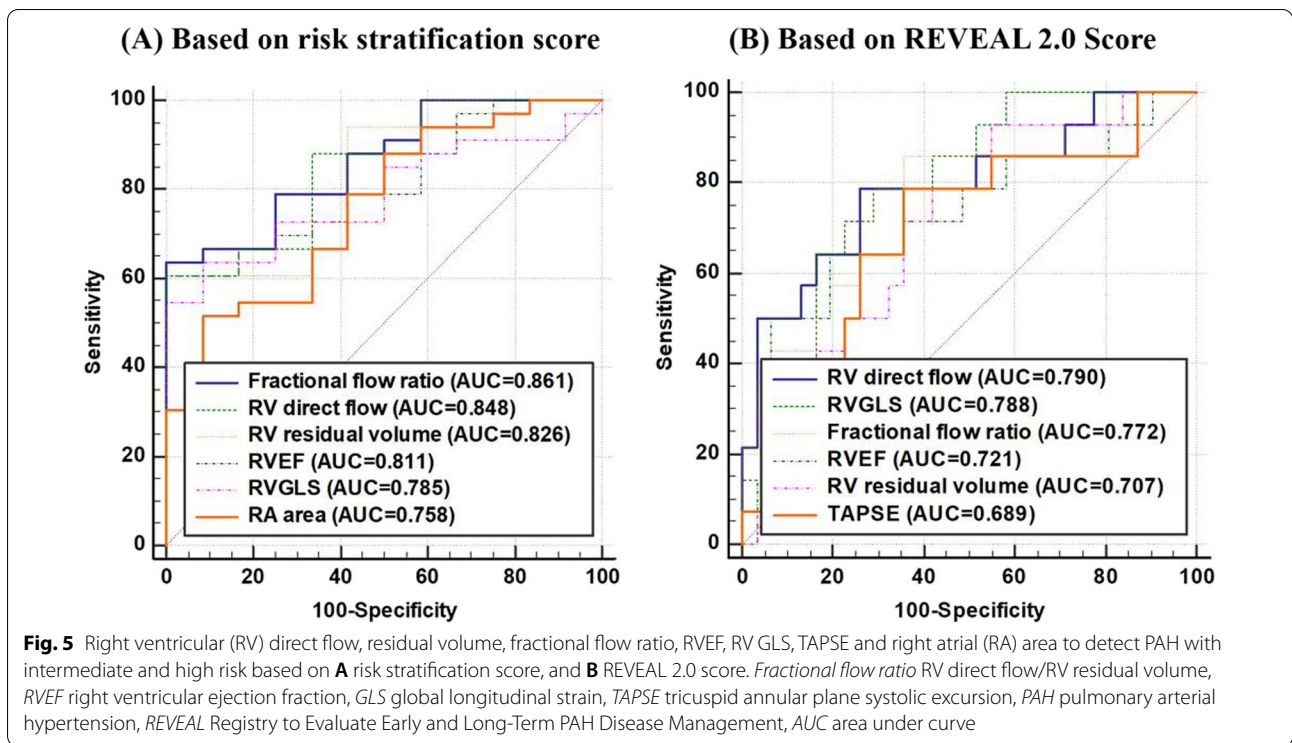 (A) Based on risk stratification score
100
80
60
40
20
0
Sensitivity
Fractional flow ratio (AUC=0.861)
RV direct flow (AUC=0.848)
RV residual volume (AUC=0.826)
RVEF (AUC=0.811)
RVGLS (AUC=0.785)
RA area (AUC=0.758)
0 20 40 60 80 100
100-Specificity
(B) Based on REVEAL 2.0 Score
100
80
60
40
20
0
Sensitivity
RV direct flow (AUC=0.790)
RVGLS (AUC=0.788)
Fractional flow ratio (AUC=0.772)
RVEF (AUC=0.721)
RV residual volume (AUC=0.707)
TAPSE (AUC=0.689)
0 20 40 60 80 100
100-Specificity
Fig. 5 Right ventricular (RV) direct flow, residual volume, fractional flow ratio, RVEF, RV GLS, TAPSE and right atrial (RA) area to detect PAH with
intermediate and high risk based on A risk stratification score, and B REVEAL 2.0 score. Fractional flow ratio RV direct flow/RV residual volume,
RVEF right ventricular ejection fraction, GLS global longitudinal strain, TAPSE tricuspid annular plane systolic excursion, PAH pulmonary arterial
hypertension, REVEAL Registry to Evaluate Early and Long-Term PAH Disease Management, AUC area under curve